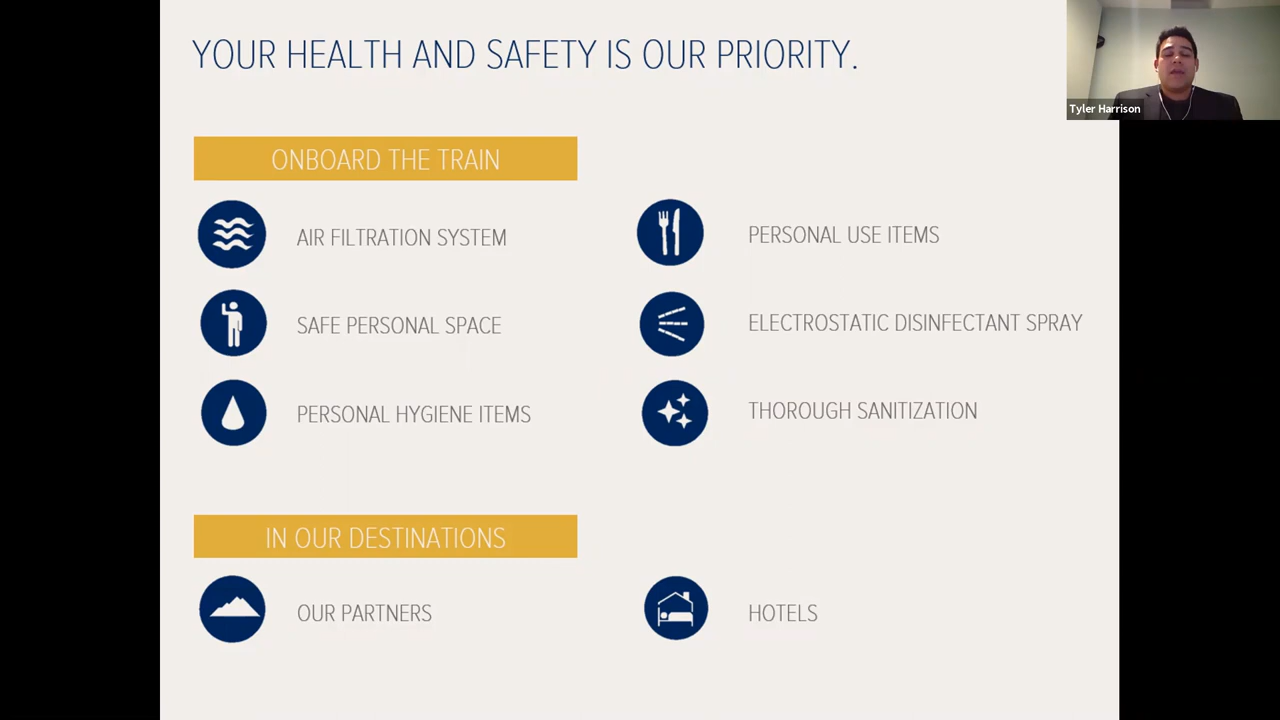 YOUR HEALTH AND SAFETY IS OUR PRIORITY.
Tyler Harrison
ONBOARD THE TRAIN
AIR FILTRATION SYSTEM
PERSONAL USE ITEMS
SAFE PERSONAL SPACE
ELECTROSTATIC DISINFECTANT SPRAY
PERSONAL HYGIENE ITEMS
THOROUGH SANITIZATION
IN OUR DESTINATIONS
OUR PARTNERS
HOTELS